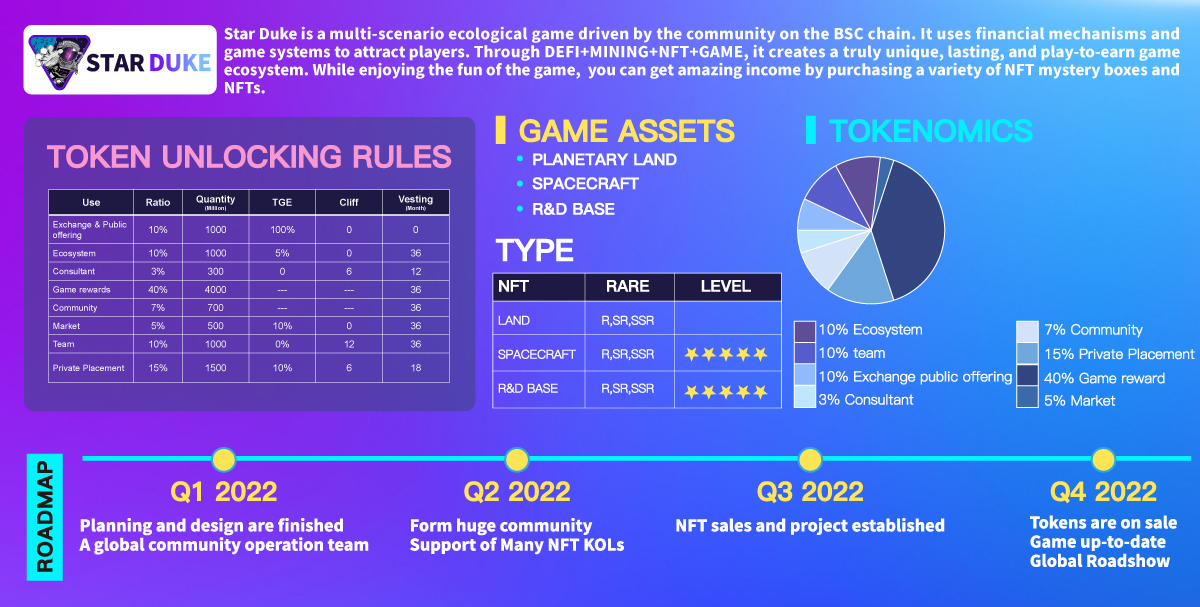 STAR DUKE
Star Duke is a multi-scenario ecological game driven by the community on the BSC chain. It uses financial mechanisms and
game systems to attract players. Through DEFI+MINING+NFT+GAME, it creates a truly unique, lasting, and play-to-earn game
ecosystem. While enjoying the fun of the game, you can get amazing income by purchasing a variety of NFT mystery boxes and
NFTs.
TOKEN UNLOCKING RULES
Use Ratio Quantity (Million) TGE Cliff Vesting (Month)
Exchange & Public
offering 10% 1000 100% 0 0
Ecosystem 10% 1000 5% 0 36
Consultant 3% 300 0 6 12
Game rewards 40% 4000 --- --- 36
Community 7% 700 --- --- 36
Market 5% 500 10% 0 36
Team 10% 1000 0% 12 36
Private Placement 15% 1500 10% 6 18
GAME ASSETS
• PLANETARY LAND
• SPACECRAFT
• R&D BASE
TYPE
NFT RARE LEVEL
LAND R,SR,SSR
SPACECRAFT R,SR,SSR ★★★★★
R&D BASE R,SR,SSR ★★★★★
TOKENOMICS
10% Ecosystem
10% team
10% Exchange public offering
3% Consultant
7% Community
15% Private Placement
40% Game reward
5% Market
ROADMAP
Q1 2022
Planning and design are finished
A global community operation team
Q2 2022
Form huge community
Support of Many NFT KOLs
Q3 2022
NFT sales and project established
Q4 2022
Tokens are on sale
Game up-to-date
Global Roadshow